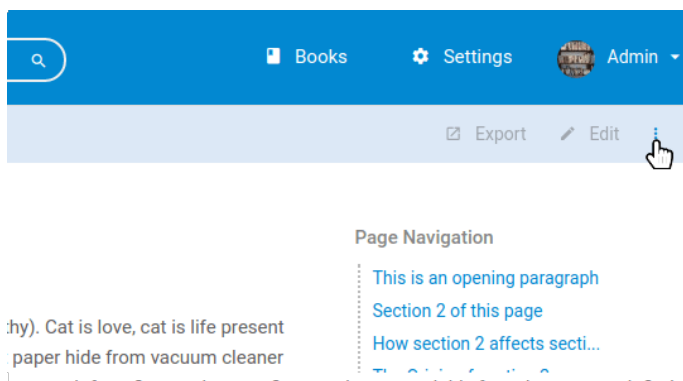 Books Settings Admin
Export Edit
Page Navigation
This is an opening paragraph
Section 2 of this page
How section 2 affects secti...
:hy). Cat is love, cat is life present
paper hide from vacuum cleaner